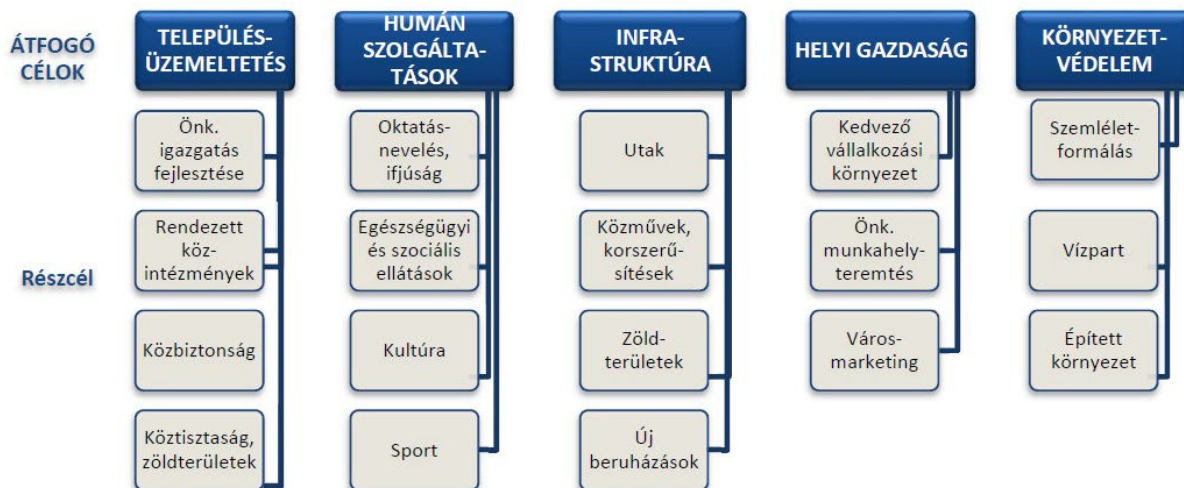 ÁTFOGÓ
CÉLOK
TELEPÜLÉS-
ÜZEMELTETÉS
HUMÁN
SZOLGÁLTA-
TÁSOK
INFRA-
STRUKTÚRA
HELYI GAZDASÁG
KÖRNYEZET-
VÉDELEM
Részcél
Önk.
igazgatás
fejlesztése
Oktatás-
nevelés,
ifjúság
Utak
Kedvező
vállalkozási
környezet
Szemlélet-
formálás
Rendezett
köz-
intézmények
Egészségügyi
és szociális
ellátások
Közművek,
korszerű-
sítések
Önk.
munkahely-
teremtés
Vízpart
Közbiztonság
Kultúra
Zöld-
területek
Város-
marketing
Épített
környezet
Köztisztaság,
zöldterületek
Sport
Új
beruházások